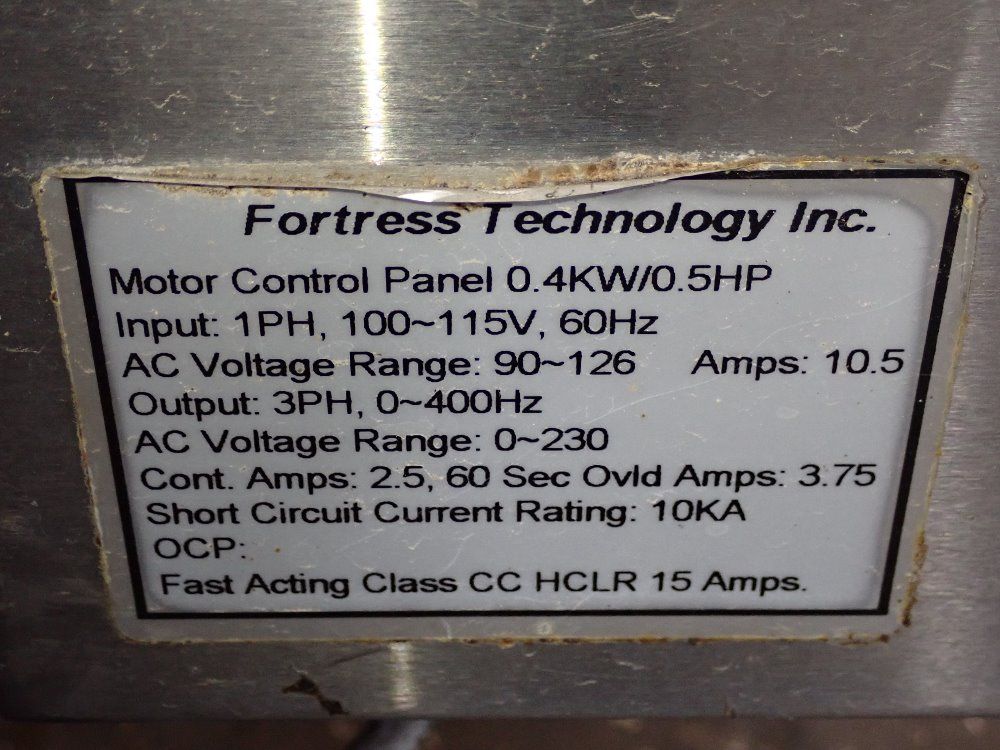 Fortress Technology Inc.
Motor Control Panel 0.4KW/0.5HP
Input: 1PH, 100~115V, 60Hz
AC Voltage Range: 90~126 Amps: 10.5
Output: 3PH, 0~400Hz
AC Voltage Range: 0~230
Cont. Amps: 2.5, 60 Sec Ovld Amps: 3.75
Short Circuit Current Rating: 10KA
OCP:
Fast Acting Class CC HCLR 15 Amps.